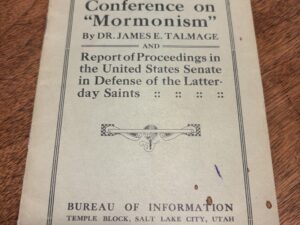 Conference on
"Mormonism"
By DR. JAMES E. TALMAGE
AND
Report of Proceedings in
the United States Senate
in Defense of the Latter-
day Saints :: :: :: ::
BUREAU OF INFORMATION
TEMPLE BLOCK, SALT LAKE CITY, UTAH